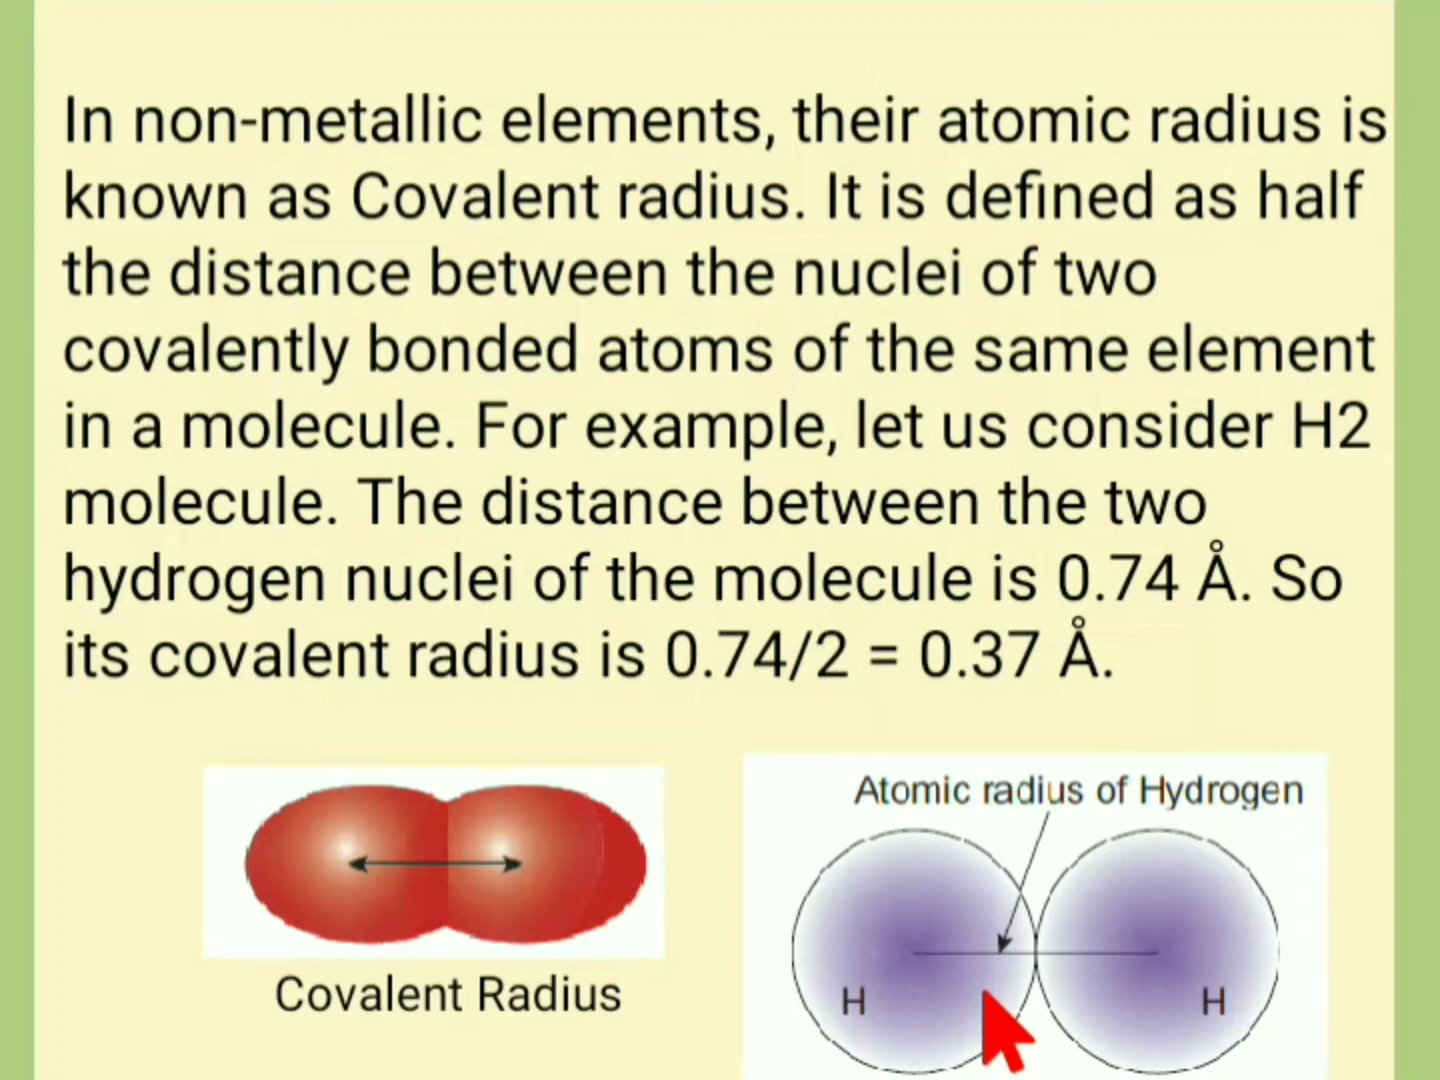 In non-metallic elements, their atomic radius is
known as Covalent radius. It is defined as half
the distance between the nuclei of two
covalently bonded atoms of the same element
in a molecule. For example, let us consider H2
molecule. The distance between the two
hydrogen nuclei of the molecule is 0.74 Å. So
its covalent radius is 0.74/2 = 0.37 Å.
Covalent Radius
Atomic radius of Hydrogen
H
H